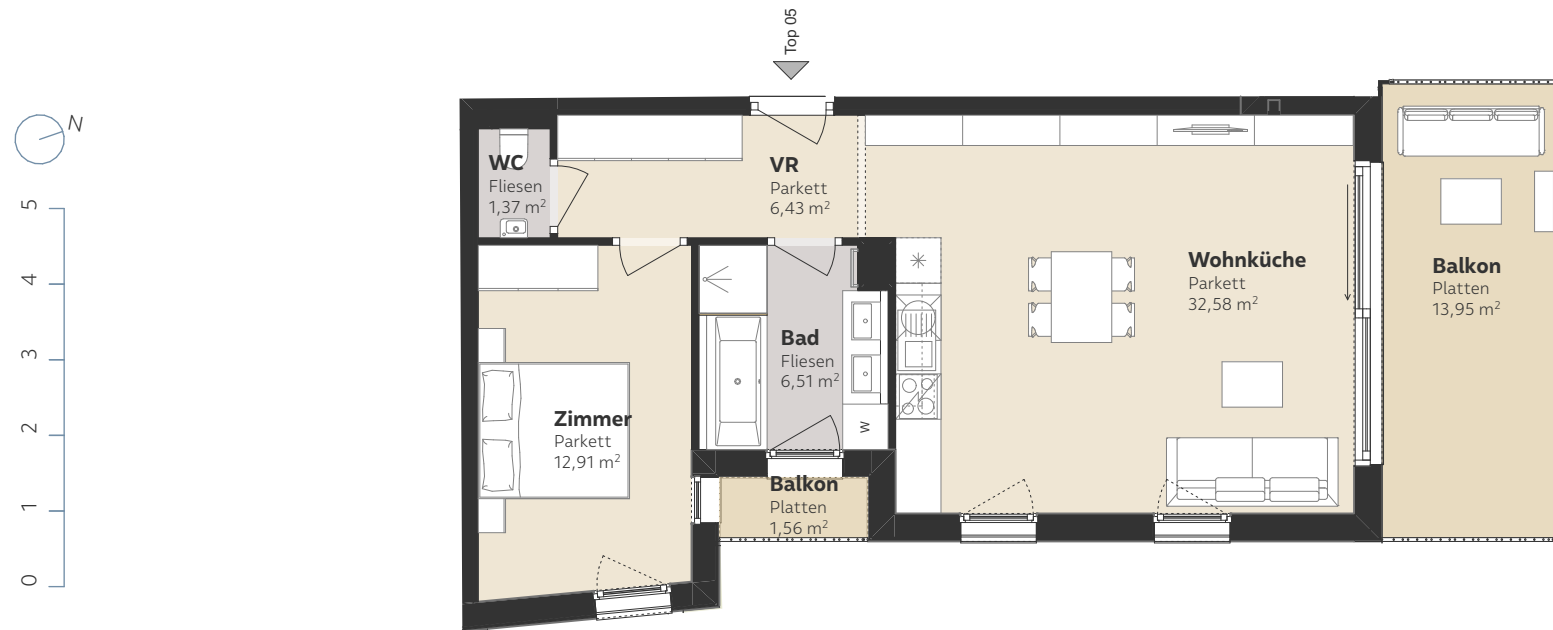 Top 05
N
WC
Fliesen
1,37 m²
VR
Parkett
6,43 m²
Wohnküche
Parkett
32,58 m²
Balkon
Platten
13,95 m²
Bad
Fliesen
6,51 m²
W
Zimmer
Parkett
12,91 m²
Balkon
Platten
1,56 m²
5
4
3
2
1
0